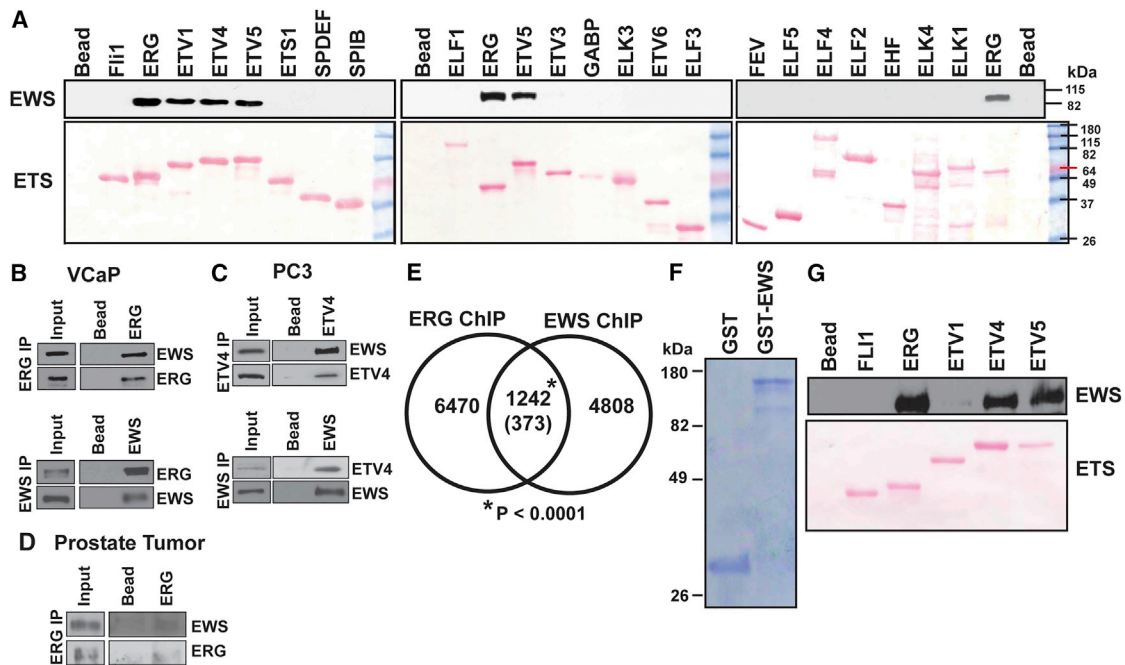 A
Bead Fli1 ERG ETV1 ETV4 ETV5 ETS1 SPDEF SPIB
Bead ELF1 ERG ETV5 ETV3 GABP ELK3 ETV6 ELF3
FEV ELF5 ELF4 ELF2 EHF ELK4 ELK1 ERG Bead
kDa
EWS
115
82
ETS
180
115
82
64
49
37
26
B VCaP
Input Bead ERG
ERG IP
EWS
ERG
Input Bead EWS
EWS IP
ERG
EWS
C PC3
Input Bead ETV4
ETV4 IP
EWS
ETV4
Input Bead EWS
EWS IP
ETV4
EWS
D Prostate Tumor
Input Bead ERG
ERG IP
EWS
ERG
E
ERG ChIP EWS ChIP
6470 1242* 4808
(373)
*P < 0.0001
F
GST GST-EWS
kDa
180
82
49
26
G
Bead FLI1 ERG ETV1 ETV4 ETV5
EWS
ETS